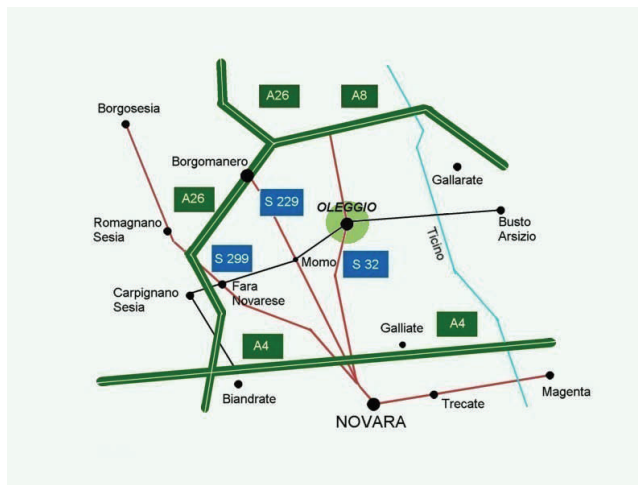 A26
A8
Borgosesia
Borgomanero
Gallarate
A26
S 229
OLEGGIO
Romagnano
Sesia
Busto
Arsizio
Ticino
S 299
Momo
S 32
Fara
Novarese
Carpignano
Sesia
Galliate
A4
A4
Biandrate
Trecate
Magenta
NOVARA